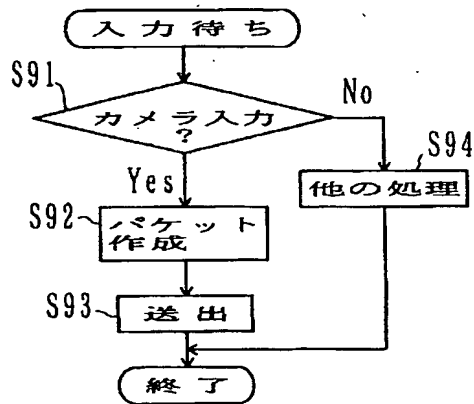 入力待ち
S91
カメラ入力
?
No
Yes
S94
他の処理
S92
パケット
作成
S93
送出
終了